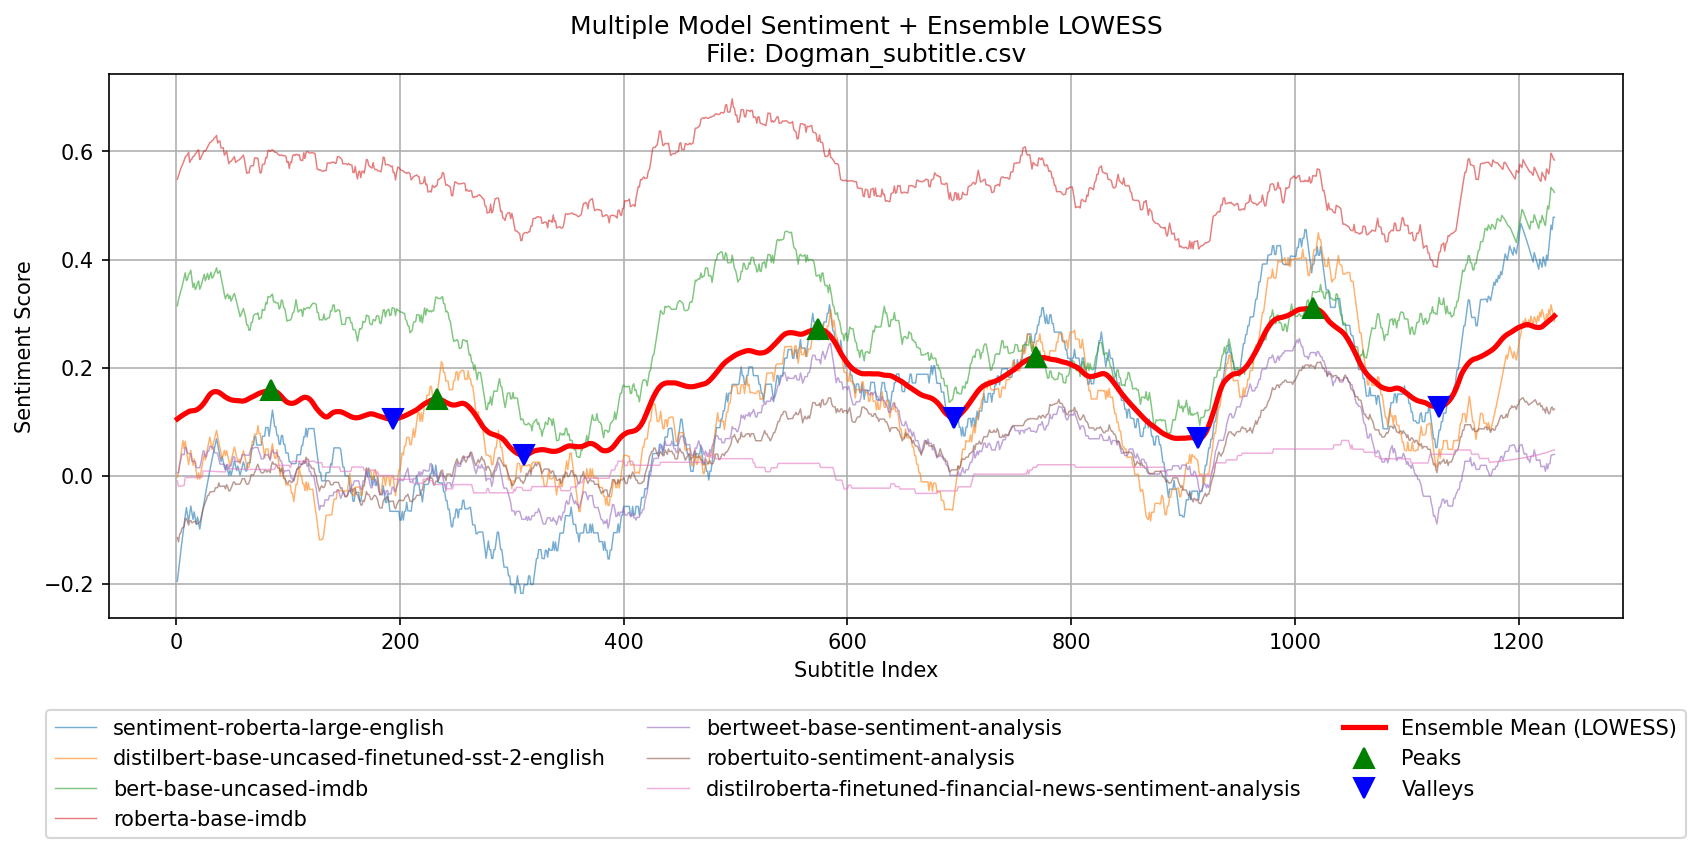 Multiple Model Sentiment + Ensemble LOWESS
File: Dogman_subtitle.csv
Sentiment Score
0.6
0.4
0.2
0.0
−0.2
0
200
400
600
800
1000
1200
Subtitle Index
sentiment-roberta-large-english
distilbert-base-uncased-finetuned-sst-2-english
bert-base-uncased-imdb
roberta-base-imdb
bertweet-base-sentiment-analysis
robertuito-sentiment-analysis
distilroberta-finetuned-financial-news-sentiment-analysis
Ensemble Mean (LOWESS)
Peaks
Valleys